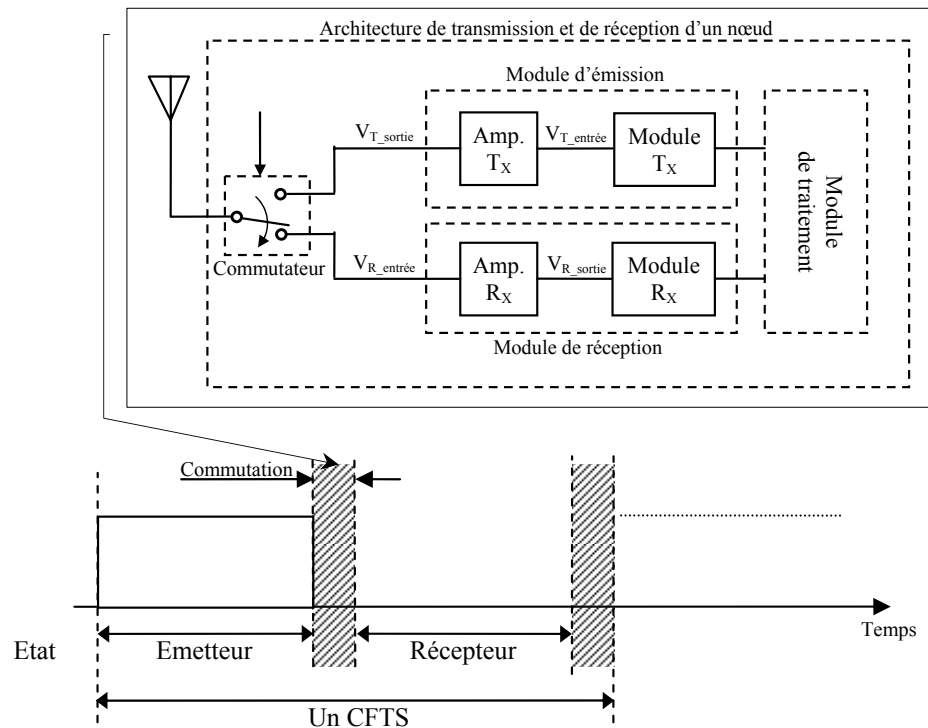 Architecture de transmission et de réception d'un nœud
Module d'émission
V_T_sortie
Amp.
T_X
V_T_entrée
Module
T_X
Module
de traitement
Commutateur
V_R_entrée
Amp.
R_X
V_R_sortie
Module
R_X
Module de réception
Commutation
Temps
Etat
Emetteur
Récepteur
Un CFTS